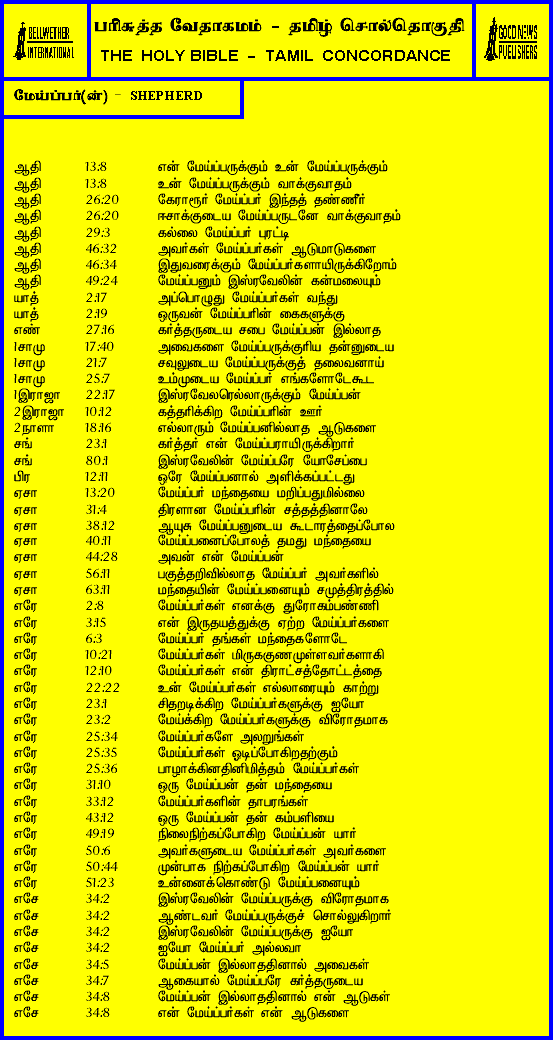 BELLWETHER
INTERNATIONAL
பரிசுத்த வேதாகமம் - தமிழ் சொல்தொகுதி
THE HOLY BIBLE - TAMIL CONCORDANCE
GOOD NEWS
PUBLISHERS
மேய்ப்பர்(ன்) - SHEPHERD
ஆதி 13:8 என் மேய்ப்பருக்கும் உன் மேய்ப்பருக்கும்
ஆதி 13:8 உன் மேய்ப்பருக்கும் வாக்குவாதம்
ஆதி 26:20 கேராரூர் மேய்ப்பர் இந்தத் தண்ணீர்
ஆதி 26:20 ஈசாக்குடைய மேய்ப்பருடனே வாக்குவாதம்
ஆதி 29:3 கல்லை மேய்ப்பர் புரட்டி
ஆதி 46:32 அவர்கள் மேய்ப்பர்கள் ஆடுமாடுகளை
ஆதி 46:34 இதுவரைக்கும் மேய்ப்பர்களாயிருக்கிறோம்
ஆதி 49:24 மேய்ப்பனும் இஸ்ரவேலின் கன்மலையும்
யாத் 2:17 அப்பொழுது மேய்ப்பர்கள் வந்து
யாத் 2:19 ஒருவன் மேய்ப்பரின் கைகளுக்கு
எண் 27:16 கர்த்தருடைய சபை மேய்ப்பன் இல்லாத
1சாமு 17:40 அவைகளை மேய்ப்பருக்குரிய தன்னுடைய
1சாமு 21:7 சவுலுடைய மேய்ப்பருக்குத் தலைவனாய்
1சாமு 25:7 உம்முடைய மேய்ப்பர் எங்களோடேகூட
1இராஜா 22:17 இஸ்ரவேலரெல்லாருக்கும் மேய்ப்பன்
2இராஜா 10:12 கத்தரிக்கிற மேய்ப்பரின் ஊர்
2நாளா 18:16 எல்லாரும் மேய்ப்பனில்லாத ஆடுகளை
சங் 23:1 கர்த்தர் என் மேய்ப்பராயிருக்கிறார்
சங் 80:1 இஸ்ரவேலின் மேய்ப்பரே யோசேப்பை
பிர 12:11 ஒரே மேய்ப்பனால் அளிக்கப்பட்டது
ஏசா 13:20 மேய்ப்பர் மந்தையை மறிப்பதுமில்லை
ஏசா 31:4 திரளான மேய்ப்பரின் சத்தத்தினாலே
ஏசா 38:12 ஆயுசு மேய்ப்பனுடைய கூடாரத்தைப்போல
ஏசா 40:11 மேய்ப்பனைப்போலத் தமது மந்தையை
ஏசா 44:28 அவன் என் மேய்ப்பன்
ஏசா 56:11 பகுத்தறிவில்லாத மேய்ப்பர் அவர்களில்
ஏசா 63:11 மந்தையின் மேய்ப்பனையும் சமுத்திரத்தில்
எரே 2:8 மேய்ப்பர்கள் எனக்கு துரோகம்பண்ணி
எரே 3:15 என் இருதயத்துக்கு ஏற்ற மேய்ப்பர்களை
எரே 6:3 மேய்ப்பர் தங்கள் மந்தைகளோடே
எரே 10:21 மேய்ப்பர்கள் மிருககுணமுள்ளவர்களாகி
எரே 12:10 மேய்ப்பர்கள் என் திராட்சத்தோட்டத்தை
எரே 22:22 உன் மேய்ப்பர்கள் எல்லாரையும் காற்று
எரே 23:1 சிதறடிக்கிற மேய்ப்பர்களுக்கு ஐயோ
எரே 23:2 மேய்க்கிற மேய்ப்பர்களுக்கு விரோதமாக
எரே 25:34 மேய்ப்பர்களே அலறுங்கள்
எரே 25:35 மேய்ப்பர்கள் ஒடிப்போகிறதற்கும்
எரே 25:36 பாழாக்கினதினிமித்தம் மேய்ப்பர்கள்
எரே 31:10 ஒரு மேய்ப்பன் தன் மந்தையை
எரே 33:12 மேய்ப்பர்களின் தாபரங்கள்
எரே 43:12 ஒரு மேய்ப்பன் தன் கம்பளியை
எரே 49:19 நிலைநிற்கப்போகிற மேய்ப்பன் யார்
எரே 50:6 அவர்களுடைய மேய்ப்பர்கள் அவர்களை
எரே 50:44 முன்பாக நிற்கப்போகிற மேய்ப்பன் யார்
எரே 51:23 உன்னைக்கொண்டு மேய்ப்பனையும்
எசே 34:2 இஸ்ரவேலின் மேய்ப்பருக்கு விரோதமாக
எசே 34:2 ஆண்டவர் மேய்ப்பருக்குச் சொல்லுகிறார்
எசே 34:2 இஸ்ரவேலின் மேய்ப்பருக்கு ஐயோ
எசே 34:2 ஐயோ மேய்ப்பர் அல்லவா
எசே 34:5 மேய்ப்பன் இல்லாததினால் அவைகள்
எசே 34:7 ஆகையால் மேய்ப்பரே கர்த்தருடைய
எசே 34:8 மேய்ப்பன் இல்லாததினால் என் ஆடுகள்
எசே 34:8 என் மேய்ப்பர்கள் என் ஆடுகளை